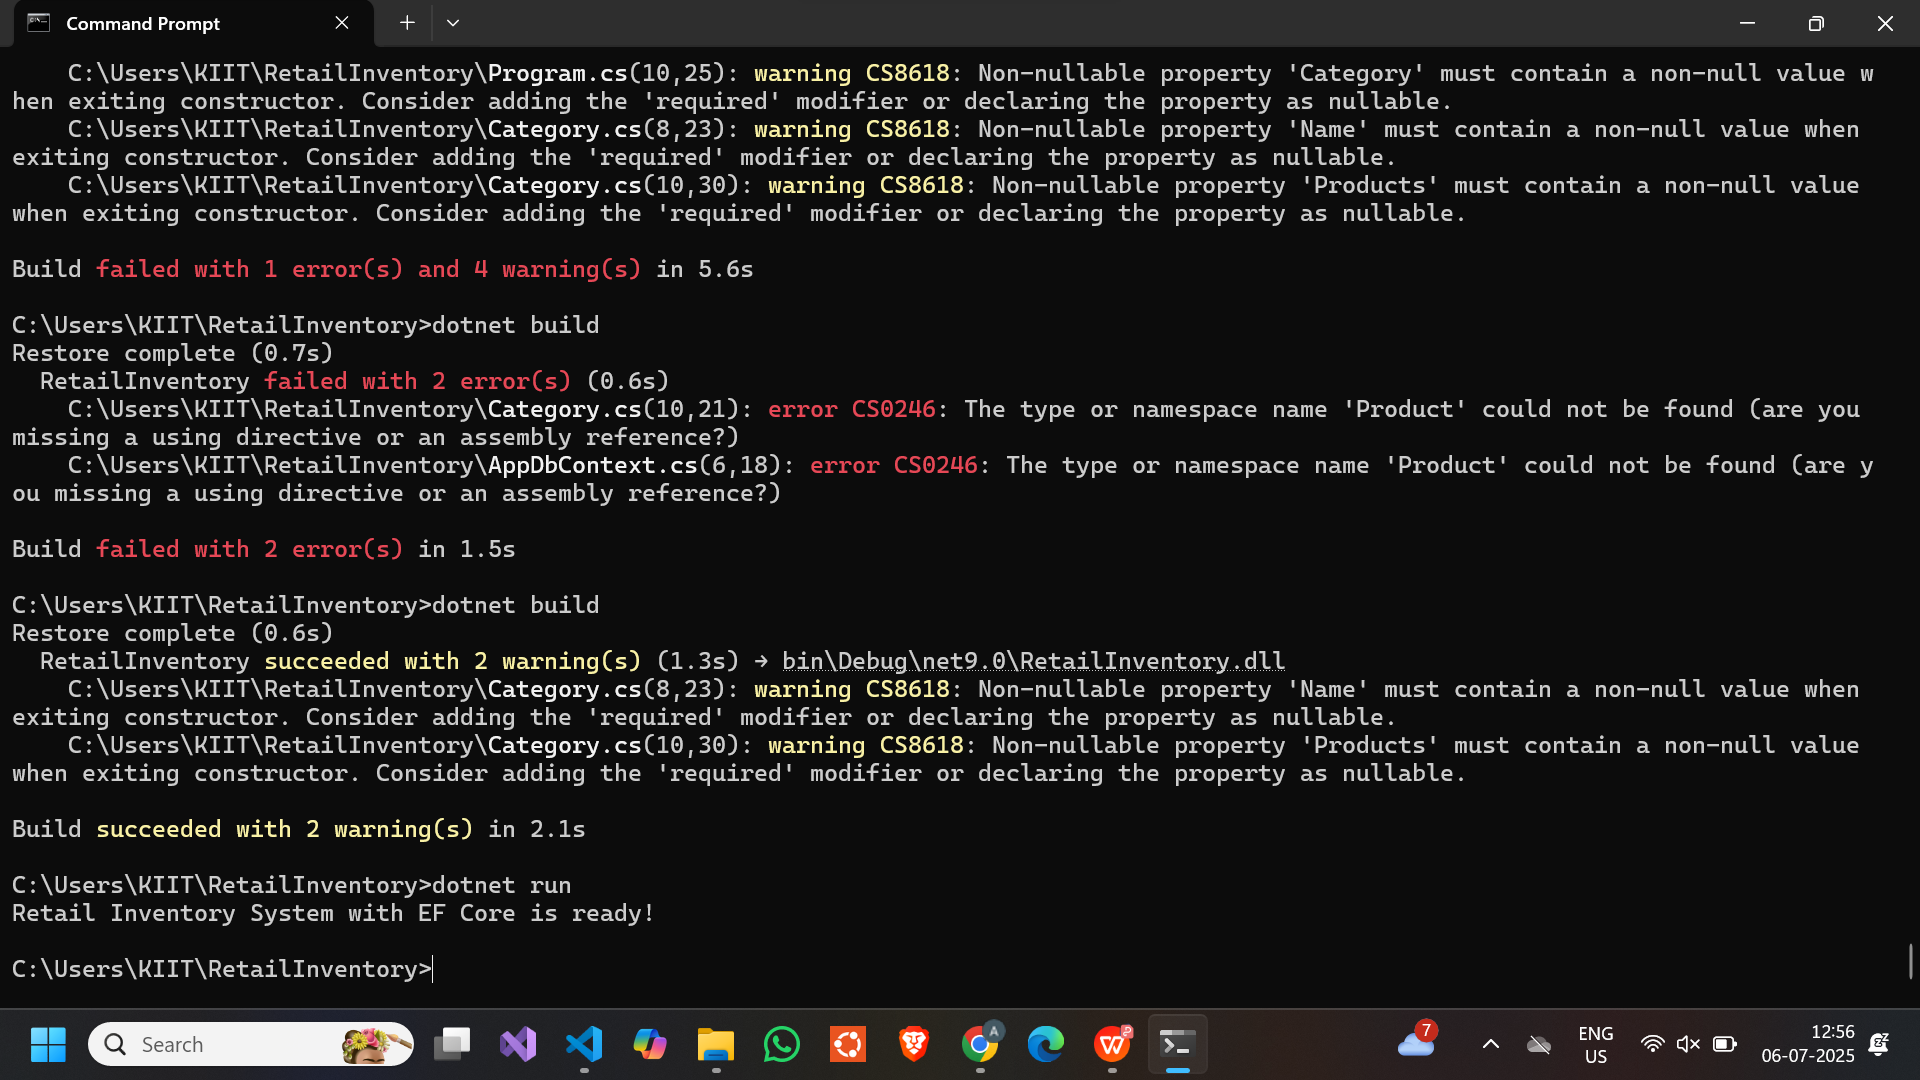 Command Prompt
C:\Users\KIIT\RetailInventory\Program.cs(10,25): warning CS8618: Non-nullable property 'Category' must contain a non-null value w
hen exiting constructor. Consider adding the 'required' modifier or declaring the property as nullable.
C:\Users\KIIT\RetailInventory\Category.cs(8,23): warning CS8618: Non-nullable property 'Name' must contain a non-null value when
exiting constructor. Consider adding the 'required' modifier or declaring the property as nullable.
C:\Users\KIIT\RetailInventory\Category.cs(10,30): warning CS8618: Non-nullable property 'Products' must contain a non-null value
when exiting constructor. Consider adding the 'required' modifier or declaring the property as nullable.
Build failed with 1 error(s) and 4 warning(s) in 5.6s
C:\Users\KIIT\RetailInventory>dotnet build
Restore complete (0.7s)
RetailInventory failed with 2 error(s) (0.6s)
C:\Users\KIIT\RetailInventory\Category.cs(10,21): error CS0246: The type or namespace name 'Product' could not be found (are you
missing a using directive or an assembly reference?)
C:\Users\KIIT\RetailInventory\AppDbContext.cs(6,18): error CS0246: The type or namespace name 'Product' could not be found (are y
ou missing a using directive or an assembly reference?)
Build failed with 2 error(s) in 1.5s
C:\Users\KIIT\RetailInventory>dotnet build
Restore complete (0.6s)
RetailInventory succeeded with 2 warning(s) (1.3s) → bin\Debug\net9.0\RetailInventory.dll
C:\Users\KIIT\RetailInventory\Category.cs(8,23): warning CS8618: Non-nullable property 'Name' must contain a non-null value when
exiting constructor. Consider adding the 'required' modifier or declaring the property as nullable.
C:\Users\KIIT\RetailInventory\Category.cs(10,30): warning CS8618: Non-nullable property 'Products' must contain a non-null value
when exiting constructor. Consider adding the 'required' modifier or declaring the property as nullable.
Build succeeded with 2 warning(s) in 2.1s
C:\Users\KIIT\RetailInventory>dotnet run
Retail Inventory System with EF Core is ready!
C:\Users\KIIT\RetailInventory>
Search
A
7
ENG
US
12:56
06-07-2025